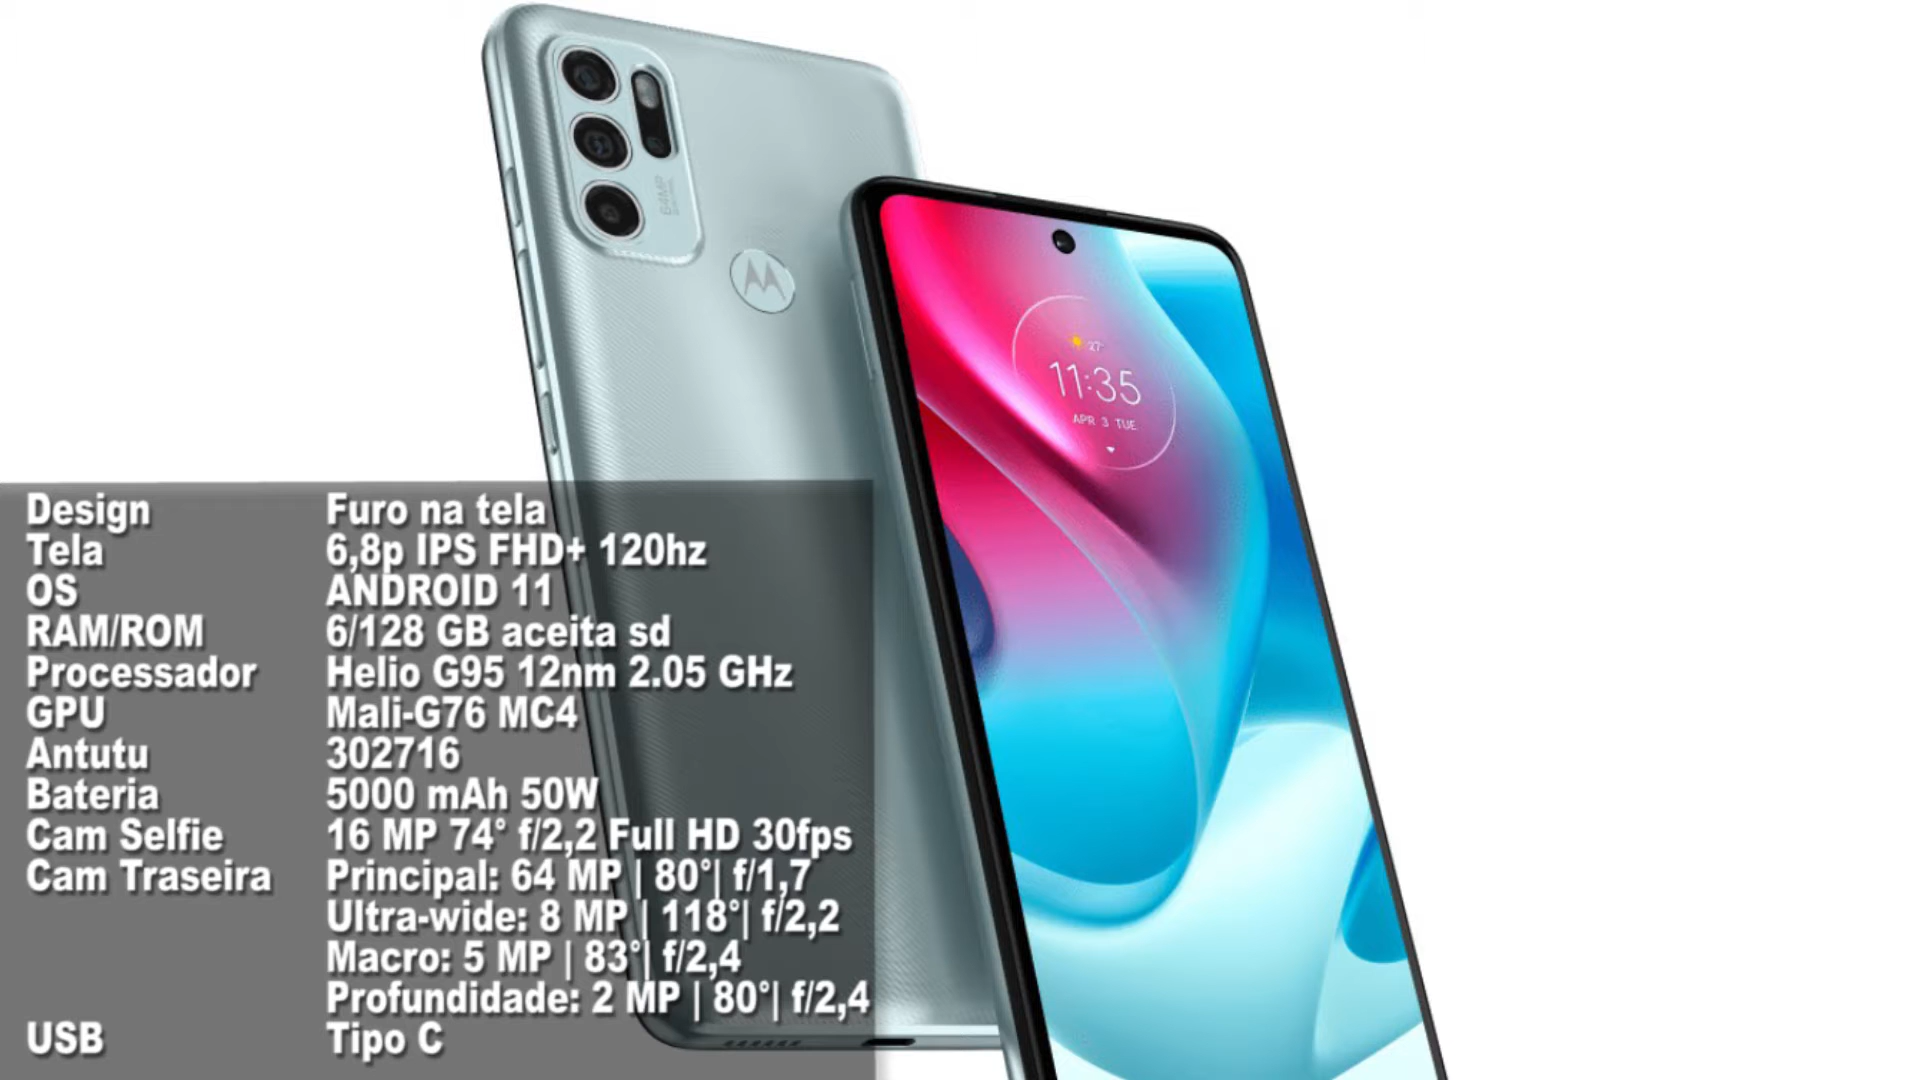 64MP
27°
11:35
APR 3 TUE
Design Furo na tela
Tela 6,8p IPS FHD+ 120hz
OS ANDROID 11
RAM/ROM 6/128 GB aceita sd
Processador Helio G95 12nm 2.05 GHz
GPU Mali-G76 MC4
Antutu 302716
Bateria 5000 mAh 50W
Cam Selfie 16 MP 74° f/2,2 Full HD 30fps
Cam Traseira Principal: 64 MP | 80°| f/1,7
Ultra-wide: 8 MP | 118°| f/2,2
Macro: 5 MP | 83°| f/2,4
Profundidade: 2 MP | 80°| f/2,4
USB Tipo C